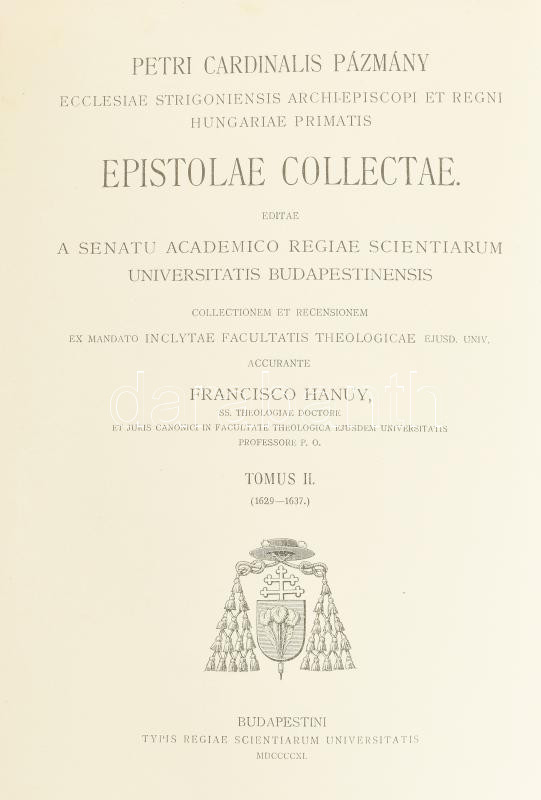 PETRI CARDINALIS PÁZMÁNY
ECCLESIAE STRIGONIENSIS ARCHI-EPISCOPI ET REGNI
HUNGARIAE PRIMATIS
EPISTOLAE COLLECTAE.
EDITAE
A SENATU ACADEMICO REGIAE SCIENTIARUM
UNIVERSITATIS BUDAPESTINENSIS
COLLECTIONEM ET RECENSIONEM
EX MANDATO INCLYTAE FACULTATIS THEOLOGICAE EJUSD. UNIV.
ACCURANTE
FRANCISCO HANUY,
SS. THEOLOGIAE DOCTORE
ET JURIS CANONICI IN FACULTATE THEOLOGICA EJUSDEM UNIVERSITATIS
PROFESSORE P. O.
TOMUS II.
(1629—1637.)
BUDAPESTINI
TYPIS REGIAE SCIENTIARUM UNIVERSITATIS
MDCCCCXI.